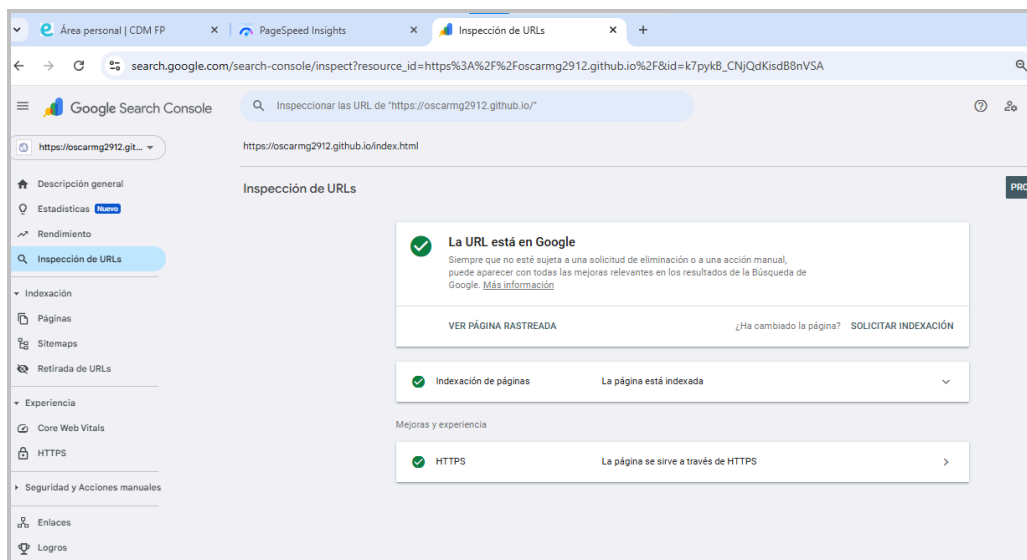 Área personal | CDM FP
PageSpeed Insights
Inspección de URLs
search.google.com/search-console/inspect?resource_id=https%3A%2F%2Foscarmg2912.github.io%2F&id=k7pykB_CNjQdKisdB8nVSA
Google Search Console
Inspeccionar las URL de "https://oscarmg2912.github.io/"
https://oscarmg2912.git...
https://oscarmg2912.github.io/index.html
Descripción general
Estadísticas Nuevo
Rendimiento
Inspección de URLs
Indexación
Páginas
Sitemaps
Retirada de URLs
Experiencia
Core Web Vitals
HTTPS
Seguridad y Acciones manuales
Enlaces
Logros
Inspección de URLs
PRO
La URL está en Google
Siempre que no esté sujeta a una solicitud de eliminación o a una acción manual,
puede aparecer con todas las mejoras relevantes en los resultados de la Búsqueda de
Google. Más información
VER PÁGINA RASTREADA
¿Ha cambiado la página? SOLICITAR INDEXACIÓN
Indexación de páginas La página está indexada
Mejoras y experiencia
HTTPS La página se sirve a través de HTTPS